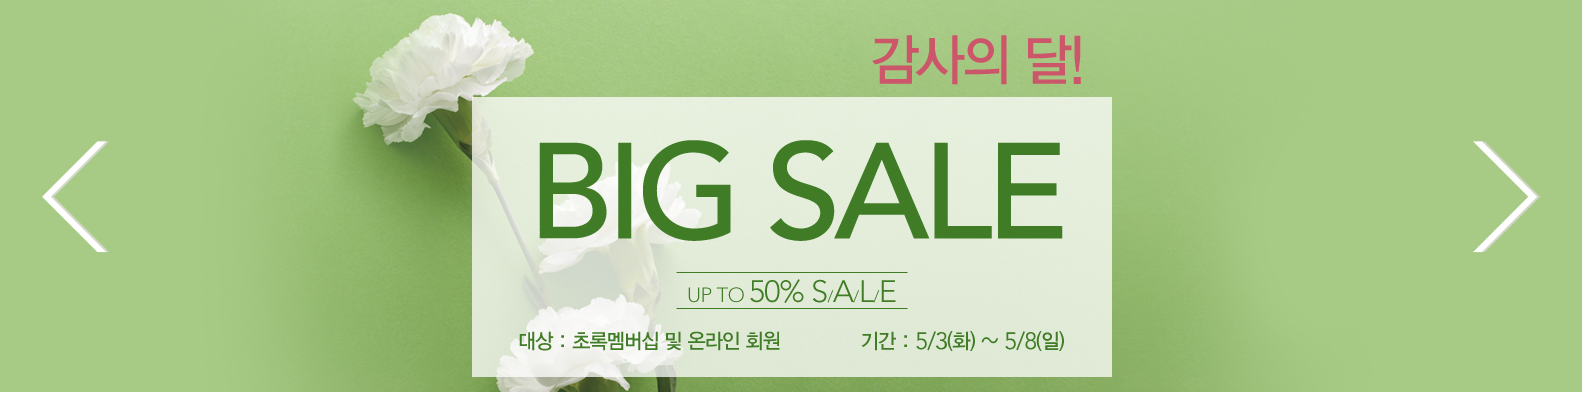 감사의 달!
BIG SALE
UP TO 50% S/A/L/E
대상 : 초록멤버십 및 온라인 회원 기간 : 5/3(화) ~ 5/8(일)